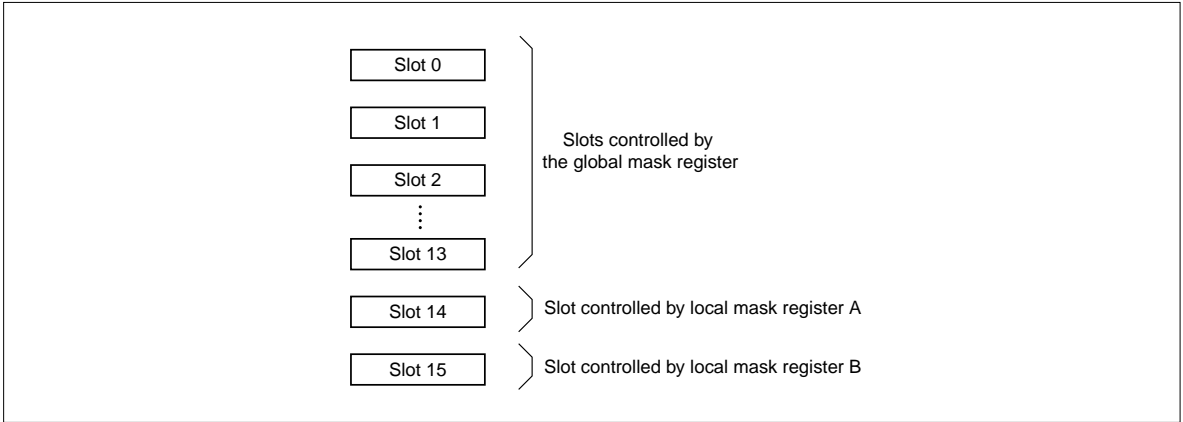 Slot 0
Slot 1
Slots controlled by
the global mask register
Slot 2
Slot 13
Slot 14
Slot controlled by local mask register A
Slot 15
Slot controlled by local mask register B